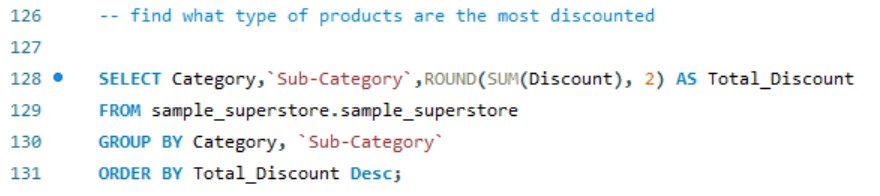 126 -- find what type of products are the most discounted
127
128 SELECT Category,`Sub-Category`,ROUND(SUM(Discount), 2) AS Total_Discount
129 FROM sample_superstore.sample_superstore
130 GROUP BY Category, `Sub-Category`
131 ORDER BY Total_Discount Desc;